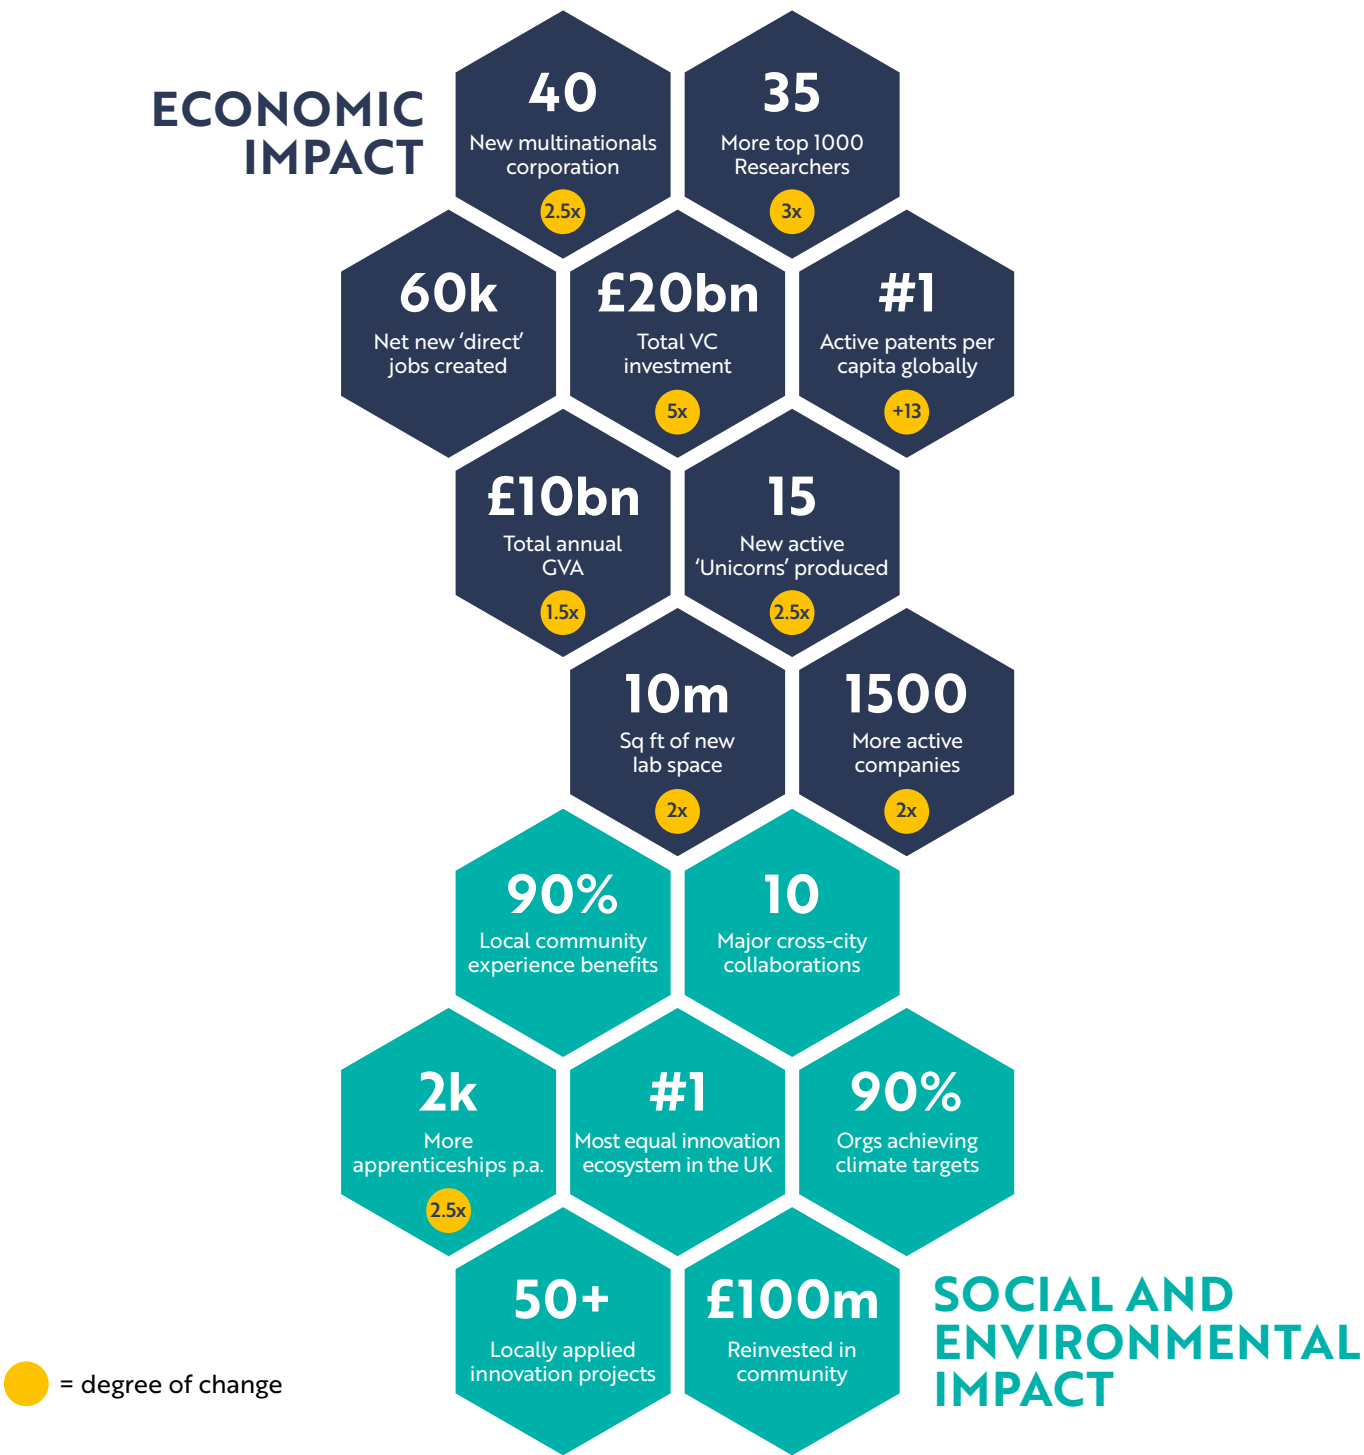 ECONOMIC
IMPACT
40
New multinationals
corporation
2.5x
35
More top 1000
Researchers
3x
60k
Net new ‘direct’
jobs created
£20bn
Total VC
investment
5x
#1
Active patents per
capita globally
+13
£10bn
Total annual
GVA
1.5x
15
New active
‘Unicorns’ produced
2.5x
10m
Sq ft of new
lab space
2x
1500
More active
companies
2x
90%
Local community
experience benefits
10
Major cross-city
collaborations
2k
More
apprenticeships p.a.
2.5x
#1
Most equal innovation
ecosystem in the UK
90%
Orgs achieving
climate targets
50+
Locally applied
innovation projects
£100m
Reinvested in
community
SOCIAL AND
ENVIRONMENTAL
IMPACT
= degree of change